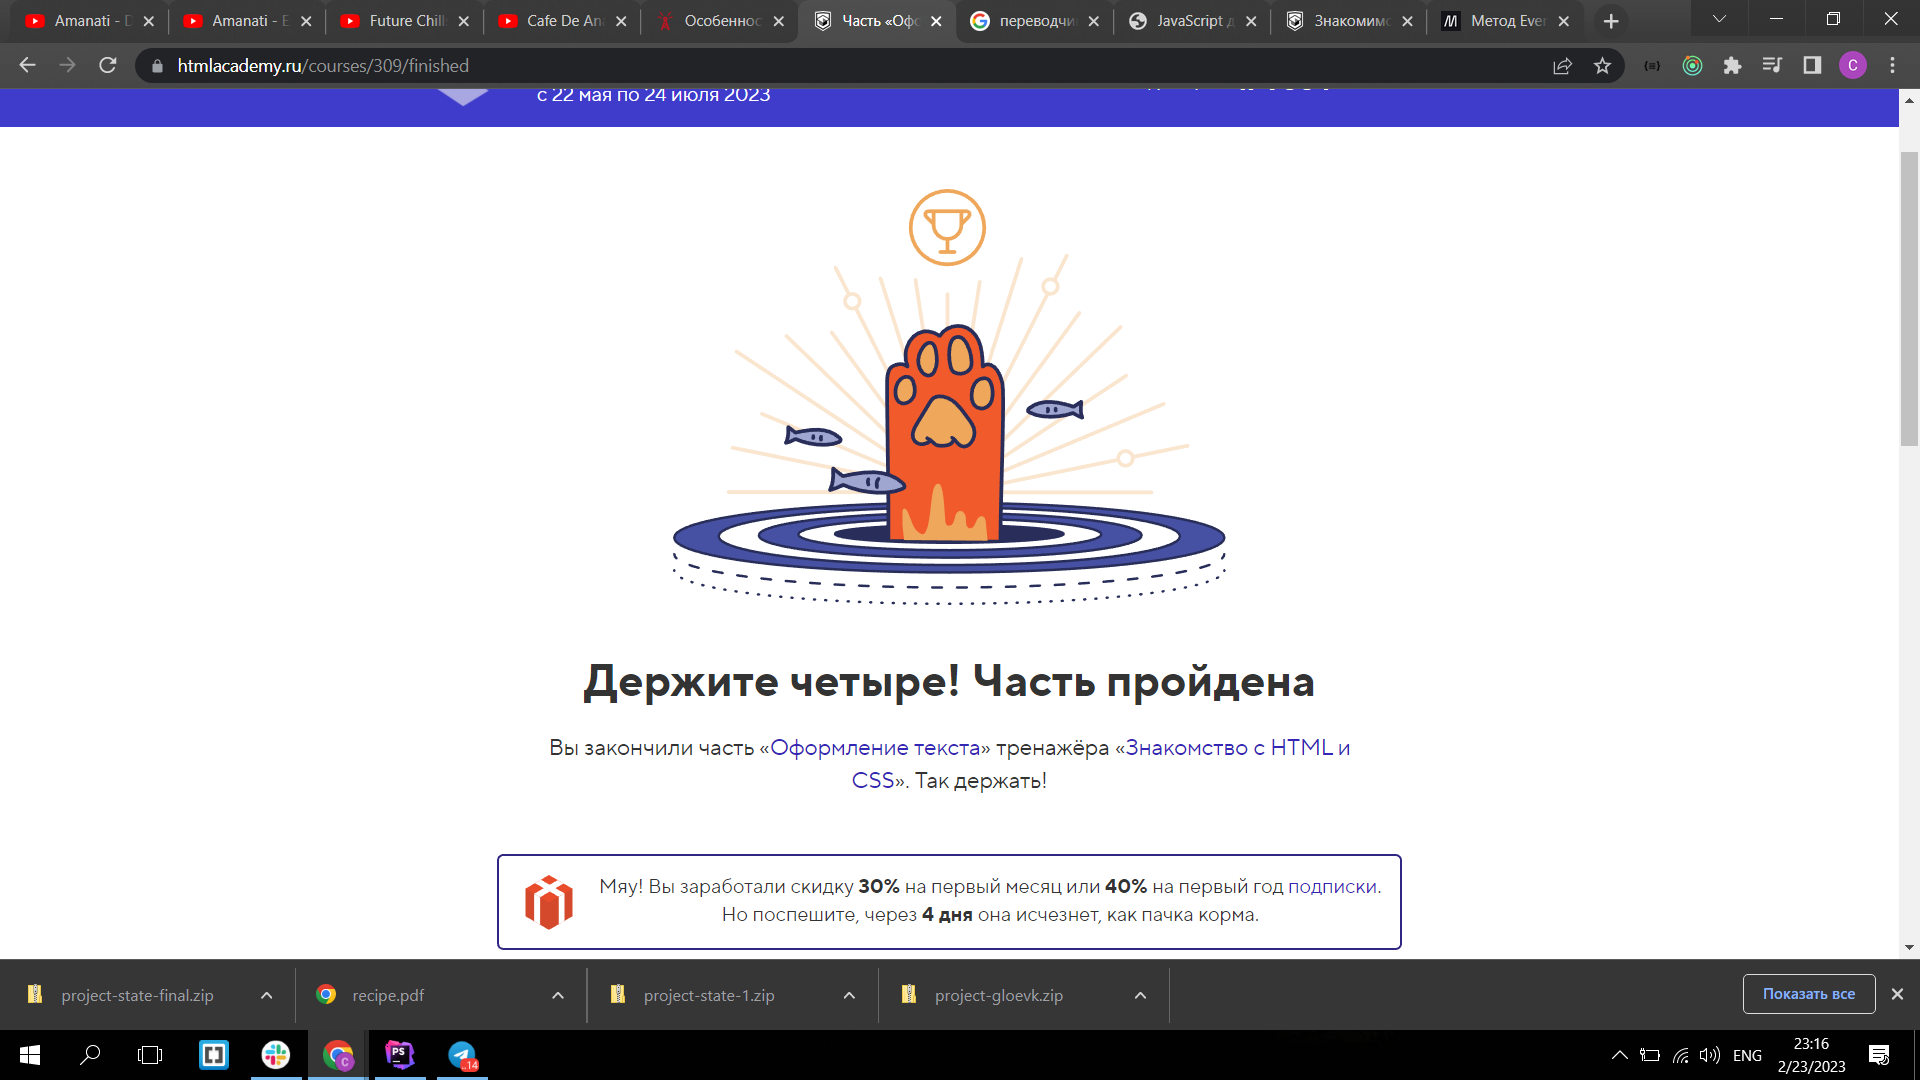 Amanati - D
Amanati - E
Future Chill
Cafe De An
Особеннос
Часть «Офо
переводчи
JavaScript д
Знакомимс
Метод Ever
htmlacademy.ru/courses/309/finished
C
с 22 мая по 24 июля 2023
Держите четыре! Часть пройдена
Вы закончили часть «Оформление текста» тренажёра «Знакомство с HTML и
CSS». Так держать!
Мяу! Вы заработали скидку 30% на первый месяц или 40% на первый год подписки.
Но поспешите, через 4 дня она исчезнет, как пачка корма.
project-state-final.zip
recipe.pdf
project-state-1.zip
project-gloevk.zip
Показать все
C
PS
..14
ENG
23:16
2/23/2023